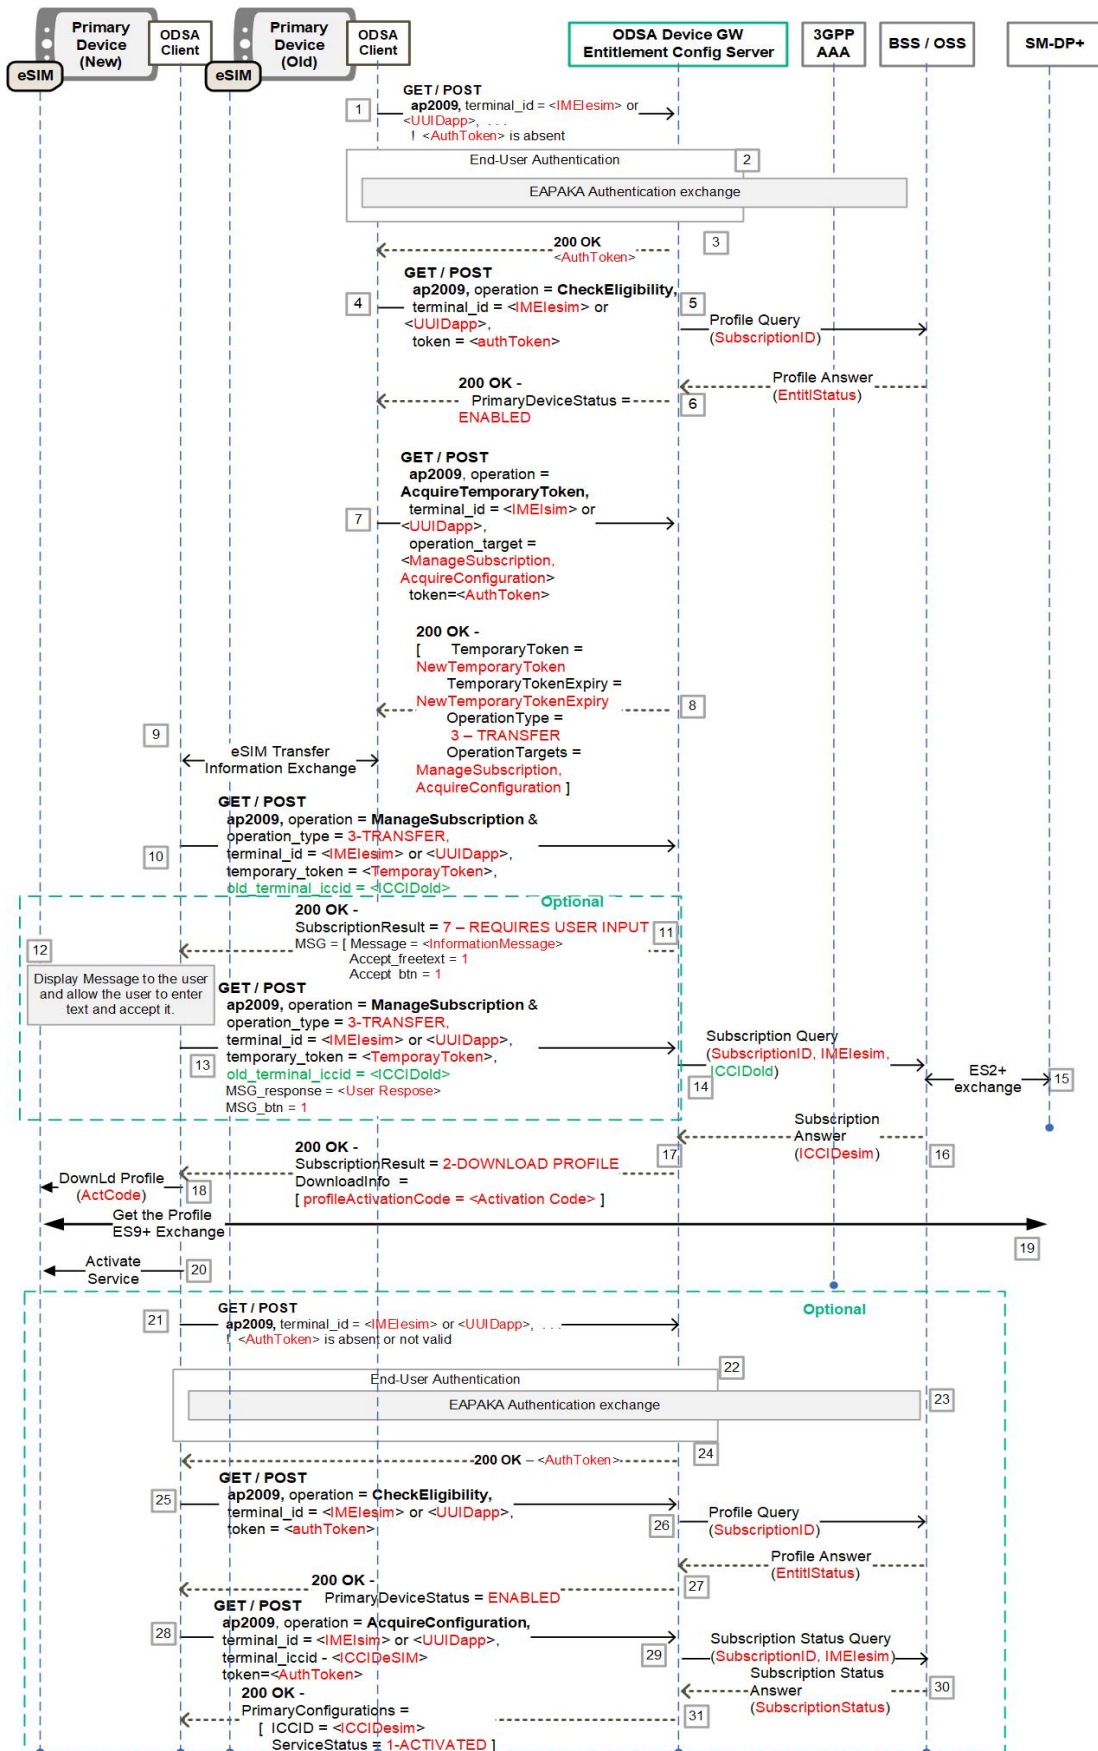 Primary
Device
(New)
ODSA
Client
Primary
Device
(Old)
ODSA
Client
ODSA Device GW
Entitlement Config Server
3GPP
AAA
BSS / OSS
SM-DP+
eSIM
eSIM
1
GET / POST
ap2009, terminal_id = <IMEIesim> or
<UUIDapp>, . . .
! <AuthToken> is absent
End-User Authentication
2
EAPAKA Authentication exchange
3
200 OK
<AuthToken>
4
GET / POST
ap2009, operation = CheckEligibility,
terminal_id = <IMEIesim> or
<UUIDapp>,
token = <authToken>
5
Profile Query
(SubscriptionID)
Profile Answer
(EntitlStatus)
6
200 OK -
PrimaryDeviceStatus =
ENABLED
7
GET / POST
ap2009, operation =
AcquireTemporaryToken,
terminal_id = <IMEIsim> or
<UUIDapp>,
operation_target =
<ManageSubscription,
AcquireConfiguration>
token=<AuthToken>
8
200 OK -
[ TemporaryToken =
NewTemporaryToken
TemporaryTokenExpiry =
NewTemporaryTokenExpiry
OperationType =
3 – TRANSFER
OperationTargets =
ManageSubscription,
AcquireConfiguration ]
9
eSIM Transfer
Information Exchange
10
GET / POST
ap2009, operation = ManageSubscription &
operation_type = 3-TRANSFER,
terminal_id = <IMEIesim> or <UUIDapp>,
temporary_token = <TemporayToken>,
old_terminal_iccid = <ICCIDold>
Optional
11
200 OK -
SubscriptionResult = 7 – REQUIRES USER INPUT
MSG = [ Message = <InformationMessage>
Accept_freetext = 1
Accept_btn = 1
12
Display Message to the user
and allow the user to enter
text and accept it.
13
GET / POST
ap2009, operation = ManageSubscription &
operation_type = 3-TRANSFER,
terminal_id = <IMEIesim> or <UUIDapp>,
temporary_token = <TemporayToken>,
old_terminal_iccid = <ICCIDold>
MSG_response = <User Respose>
MSG_btn = 1
14
Subscription Query
(SubscriptionID, IMEIesim,
ICCIDold)
ES2+
exchange
15
Subscription
Answer
(ICCIDesim)
16
17
200 OK -
SubscriptionResult = 2-DOWNLOAD PROFILE
DownloadInfo =
[ profileActivationCode = <Activation Code> ]
18
DownLd Profile
(ActCode)
Get the Profile
ES9+ Exchange
19
Activate
Service
20
Optional
21
GET / POST
ap2009, terminal_id = <IMEIesim> or <UUIDapp>, . . .
! <AuthToken> is absent or not valid
22
End-User Authentication
EAPAKA Authentication exchange
23
24
200 OK – <AuthToken>
25
GET / POST
ap2009, operation = CheckEligibility,
terminal_id = <IMEIesim> or <UUIDapp>,
token = <authToken>
26
Profile Query
(SubscriptionID)
Profile Answer
(EntitlStatus)
27
200 OK -
PrimaryDeviceStatus = ENABLED
28
GET / POST
ap2009, operation = AcquireConfiguration,
terminal_id = <IMEIsim> or <UUIDapp>,
terminal_iccid - <ICCIDeSIM>
token=<AuthToken>
29
Subscription Status Query
(SubscriptionID, IMEIesim)
Subscription Status
Answer
(SubscriptionStatus)
30
31
200 OK -
PrimaryConfigurations =
[ ICCID = <ICCIDesim>
ServiceStatus = 1-ACTIVATED ]